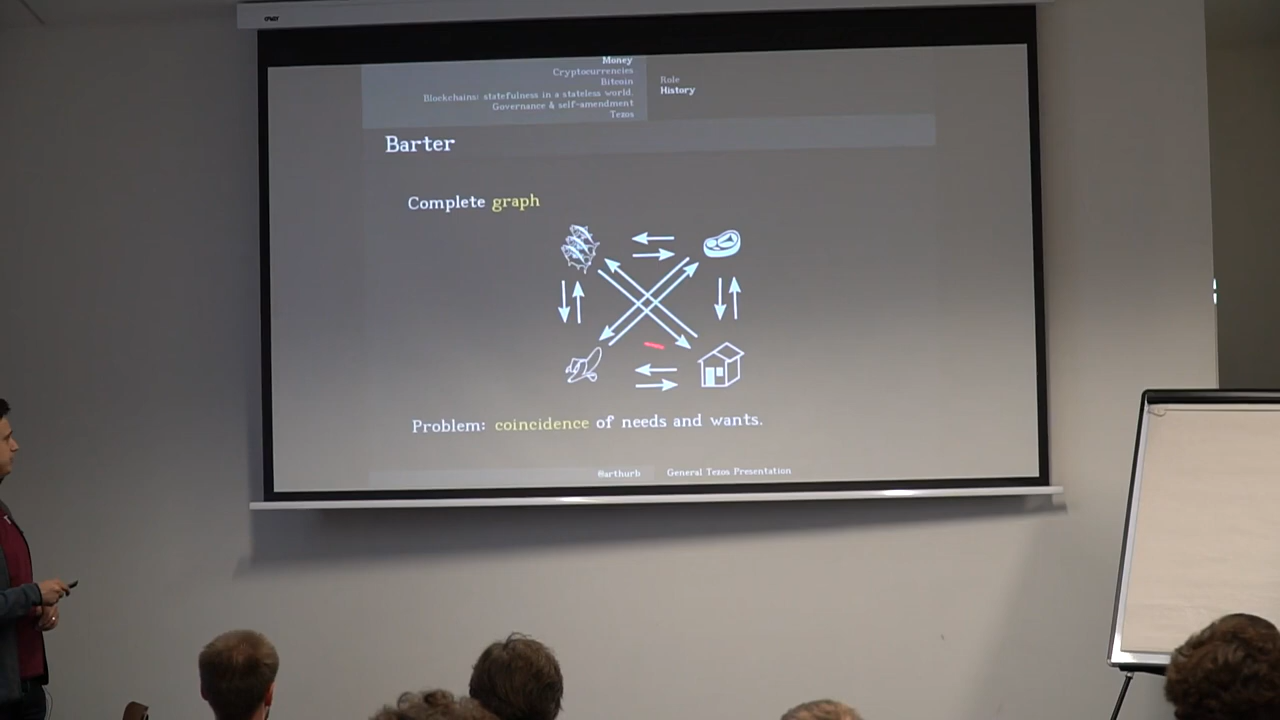 Money
Cryptocurrencies
Bitcoin
Blockchains: statefulness in a stateless world.
Governance & self-amendment
Tezos
Role
History
Barter
Complete graph
Problem: coincidence of needs and wants.
@arthurb
General Tezos Presentation